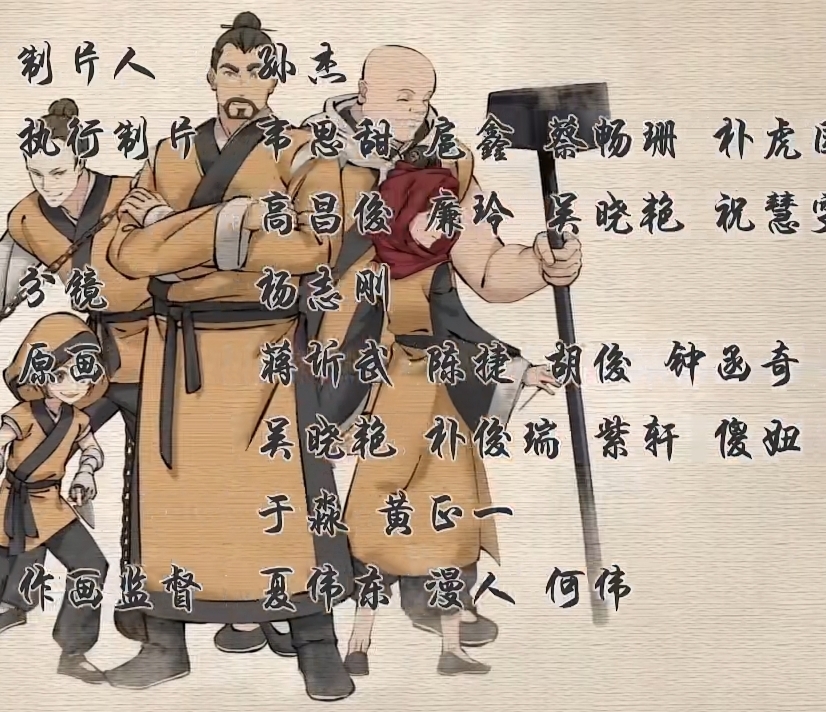 制片人 孙杰
执行制片 韦思甜 扈鑫 蔡畅珊 朴虎
高昌俊 廉玲 吴晓艳 祝慧
分镜 杨志刚
原画 蒋圻武 陈捷 胡俊 钟函奇
吴晓艳 朴俊瑞 紫轩 傻妞
于淼 黄正一
作画监督 夏伟东 漫人 何伟